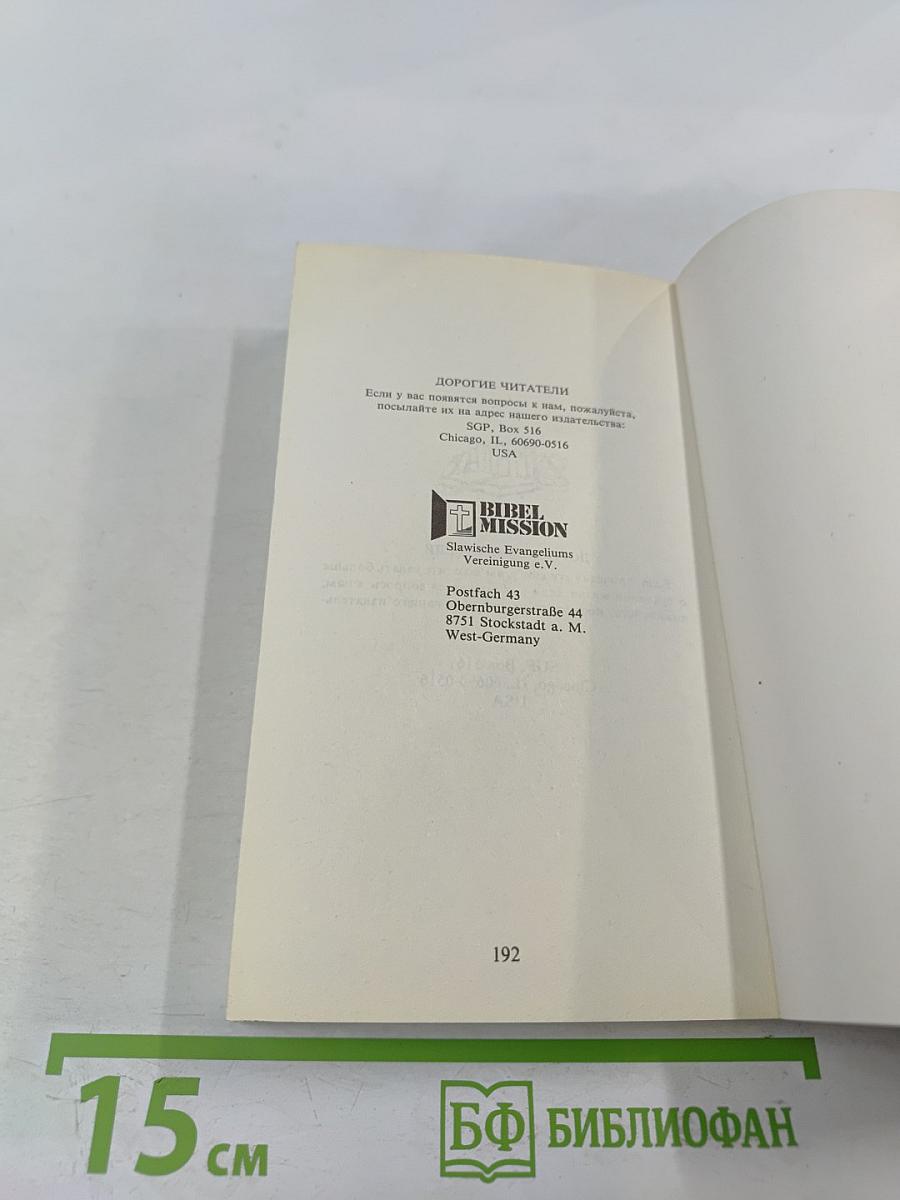 ДОРОГИЕ ЧИТАТЕЛИ
Если у вас появятся вопросы к нам, пожалуйста,
посылайте их на адрес нашего издательства:
SGP, Box 516
Chicago, IL, 60690-0516
USA
BIBEL
MISSION
Slawische Evangeliums
Vereinigung e.V.
Postfach 43
Obernburgerstraße 44
8751 Stockstadt a. M.
West-Germany
192
15 см
БФ БИБЛИОФАН